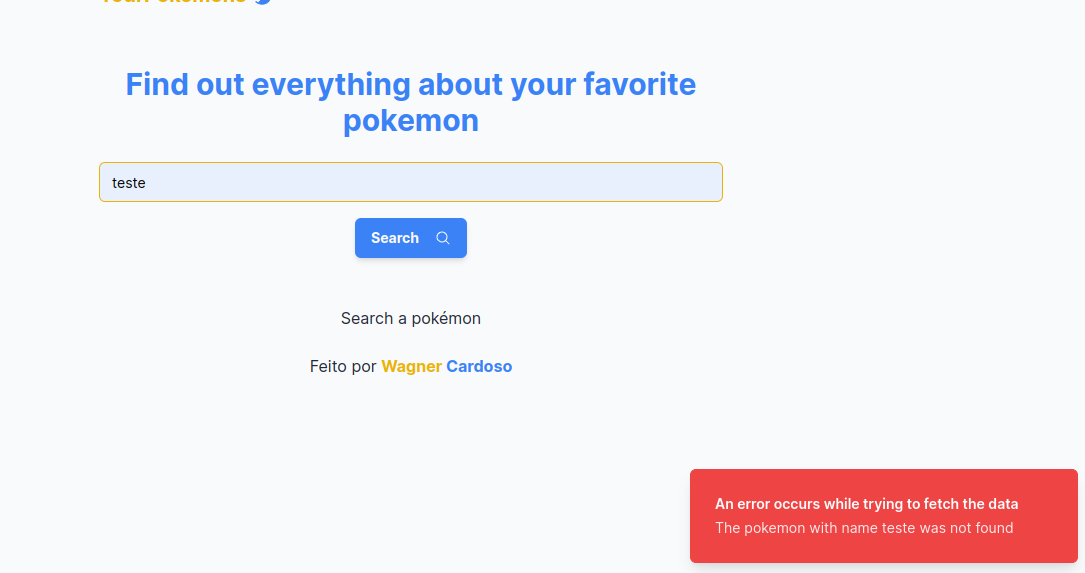 Find out everything about your favorite
pokemon
teste
Search
Search a pokémon
Feito por Wagner Cardoso
An error occurs while trying to fetch the data
The pokemon with name teste was not found